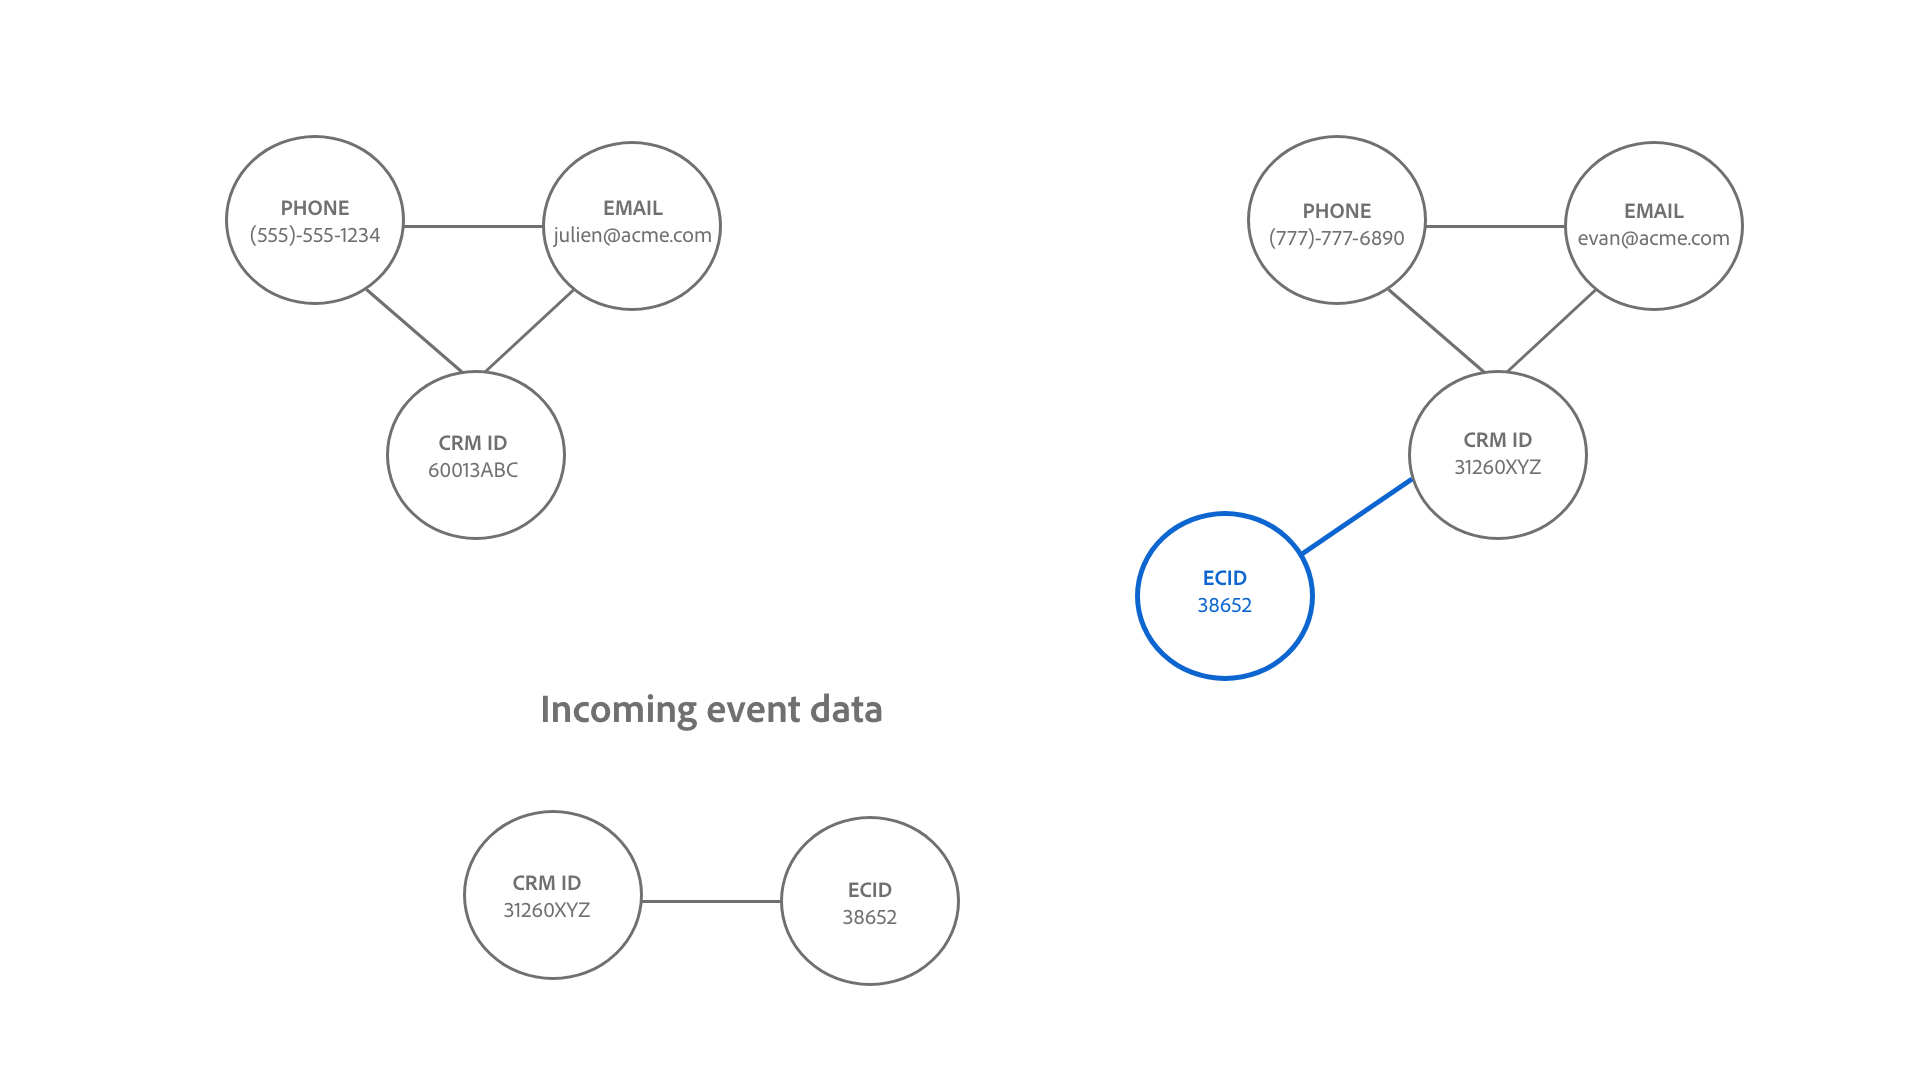 PHONE
(555)-555-1234
EMAIL
julien@acme.com
CRM ID
60013ABC
PHONE
(777)-777-6890
EMAIL
evan@acme.com
CRM ID
31260XYZ
ECID
38652
Incoming event data
CRM ID
31260XYZ
ECID
38652